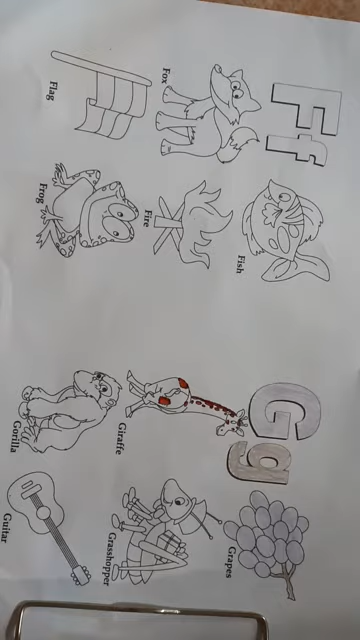 Ff
Fox
Flag
Fish
Fire
Frog
Gg
Giraffe
Gorilla
Grapes
Grasshopper
Guitar